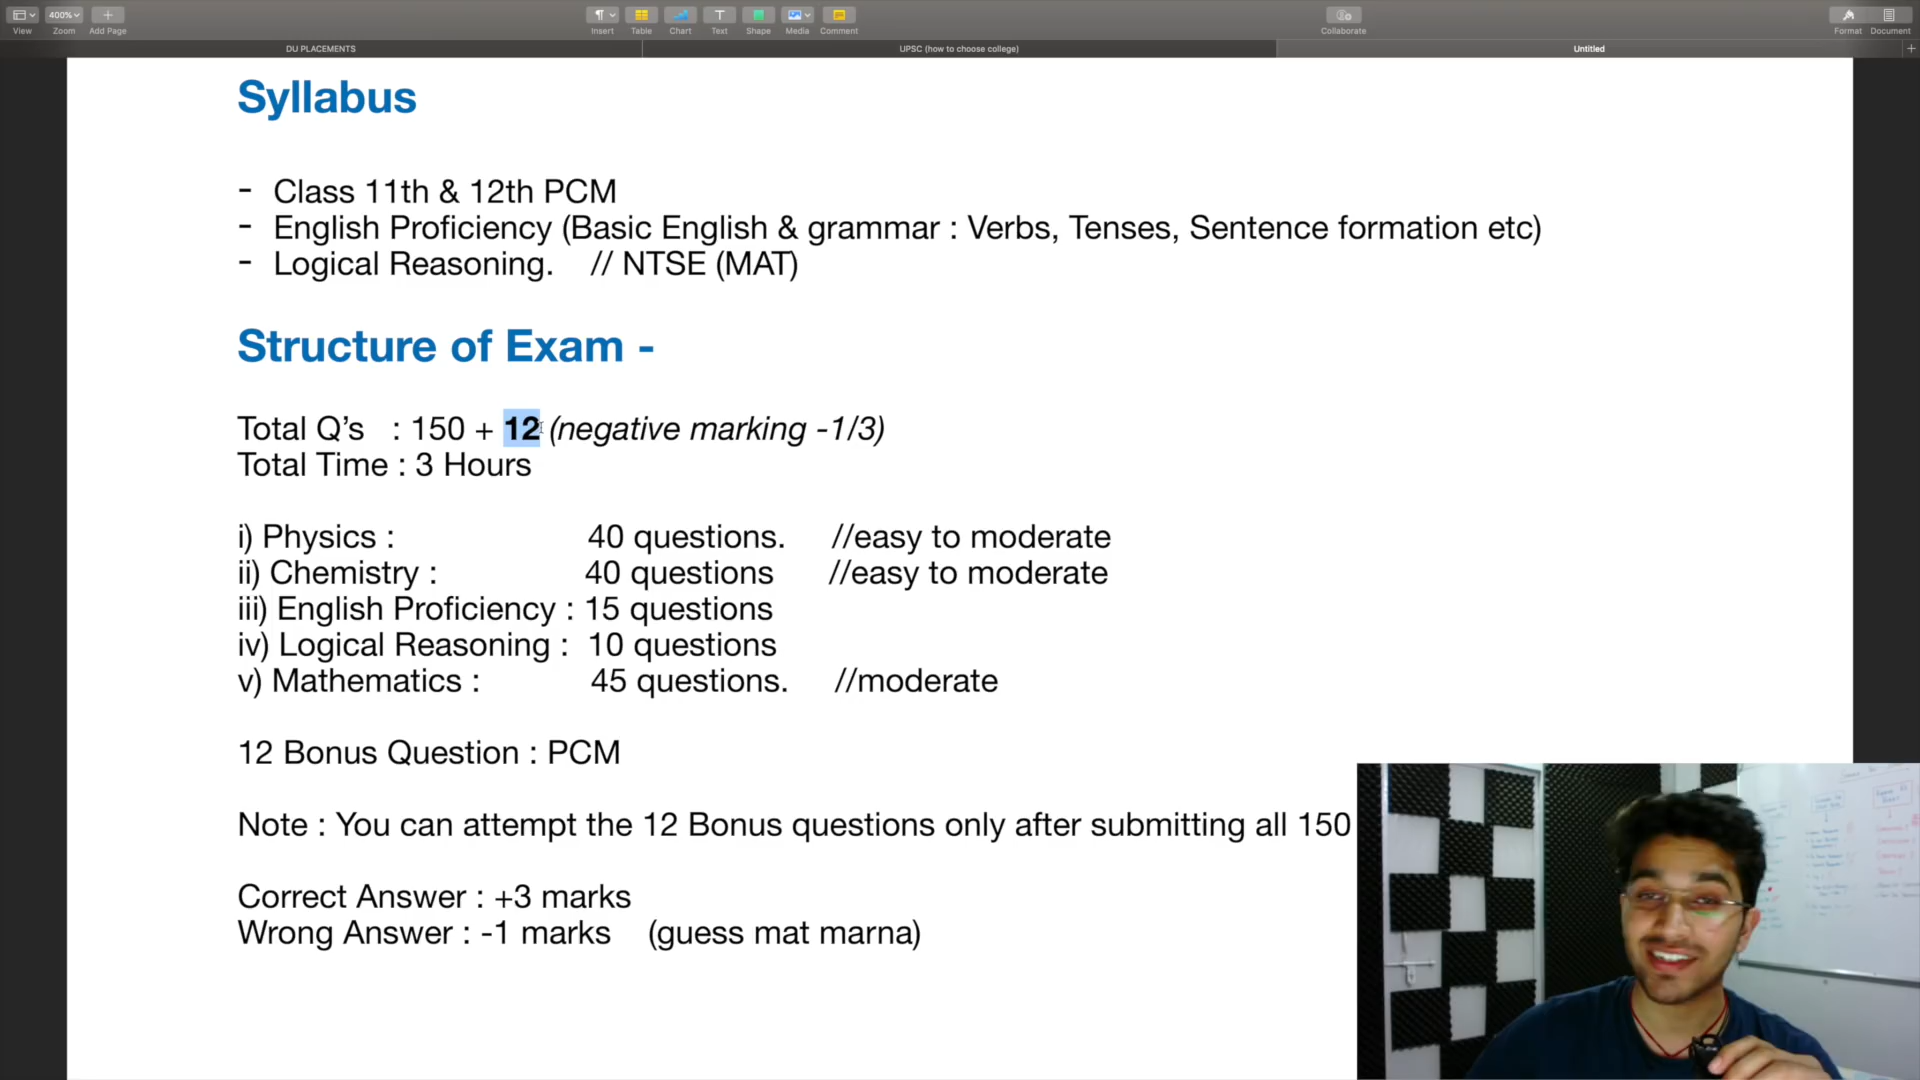 400%
View
Zoom
Add Page
Insert
Table
Chart
Text
Shape
Media
Comment
Collaborate
Format
Document
DU PLACEMENTS
UPSC (how to choose college)
Untitled
Syllabus
- Class 11th & 12th PCM
- English Proficiency (Basic English & grammar : Verbs, Tenses, Sentence formation etc)
- Logical Reasoning. // NTSE (MAT)
Structure of Exam -
Total Q’s : 150 + 12 (negative marking -1/3)
Total Time : 3 Hours
i) Physics : 40 questions. //easy to moderate
ii) Chemistry : 40 questions //easy to moderate
iii) English Proficiency : 15 questions
iv) Logical Reasoning : 10 questions
v) Mathematics : 45 questions. //moderate
12 Bonus Question : PCM
Note : You can attempt the 12 Bonus questions only after submitting all 150
Correct Answer : +3 marks
Wrong Answer : -1 marks (guess mat marna)